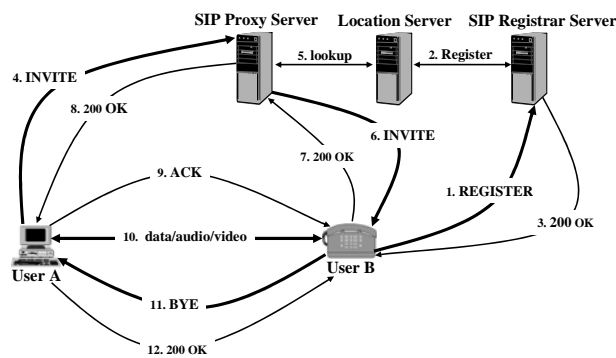 SIP Proxy Server
Location Server
SIP Registrar Server
5. lookup
2. Register
4. INVITE
8. 200 OK
6. INVITE
7. 200 OK
9. ACK
1. REGISTER
3. 200 OK
10. data/audio/video
User A
User B
11. BYE
12. 200 OK